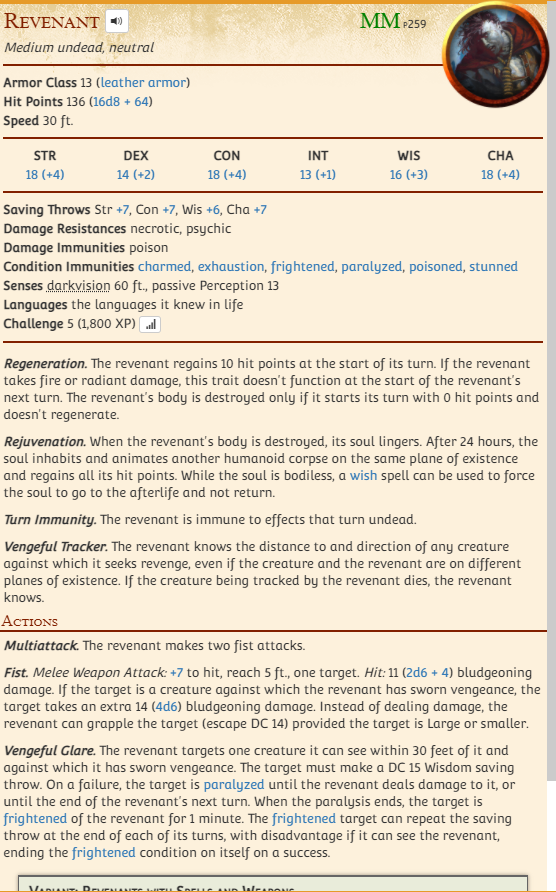 REVENANT MM P259
Medium undead, neutral
Armor Class 13 (leather armor)
Hit Points 136 (16d8 + 64)
Speed 30 ft.
STR DEX CON INT WIS CHA
18 (+4) 14 (+2) 18 (+4) 13 (+1) 16 (+3) 18 (+4)
Saving Throws Str +7, Con +7, Wis +6, Cha +7
Damage Resistances necrotic, psychic
Damage Immunities poison
Condition Immunities charmed, exhaustion, frightened, paralyzed, poisoned, stunned
Senses darkvision 60 ft., passive Perception 13
Languages the languages it knew in life
Challenge 5 (1,800 XP)
Regeneration. The revenant regains 10 hit points at the start of its turn. If the revenant
takes fire or radiant damage, this trait doesn't function at the start of the revenant's
next turn. The revenant's body is destroyed only if it starts its turn with 0 hit points and
doesn't regenerate.
Rejuvenation. When the revenant's body is destroyed, its soul lingers. After 24 hours, the
soul inhabits and animates another humanoid corpse on the same plane of existence
and regains all its hit points. While the soul is bodiless, a wish spell can be used to force
the soul to go to the afterlife and not return.
Turn Immunity. The revenant is immune to effects that turn undead.
Vengeful Tracker. The revenant knows the distance to and direction of any creature
against which it seeks revenge, even if the creature and the revenant are on different
planes of existence. If the creature being tracked by the revenant dies, the revenant
knows.
ACTIONS
Multiattack. The revenant makes two fist attacks.
Fist. Melee Weapon Attack: +7 to hit, reach 5 ft., one target. Hit: 11 (2d6 + 4) bludgeoning
damage. If the target is a creature against which the revenant has sworn vengeance, the
target takes an extra 14 (4d6) bludgeoning damage. Instead of dealing damage, the
revenant can grapple the target (escape DC 14) provided the target is Large or smaller.
Vengeful Glare. The revenant targets one creature it can see within 30 feet of it and
against which it has sworn vengeance. The target must make a DC 15 Wisdom saving
throw. On a failure, the target is paralyzed until the revenant deals damage to it, or
until the end of the revenant's next turn. When the paralysis ends, the target is
frightened of the revenant for 1 minute. The frightened target can repeat the saving
throw at the end of each of its turns, with disadvantage if it can see the revenant,
ending the frightened condition on itself on a success.
VARIANT: REVENANTS WITH SPELLS AND WEAPONS